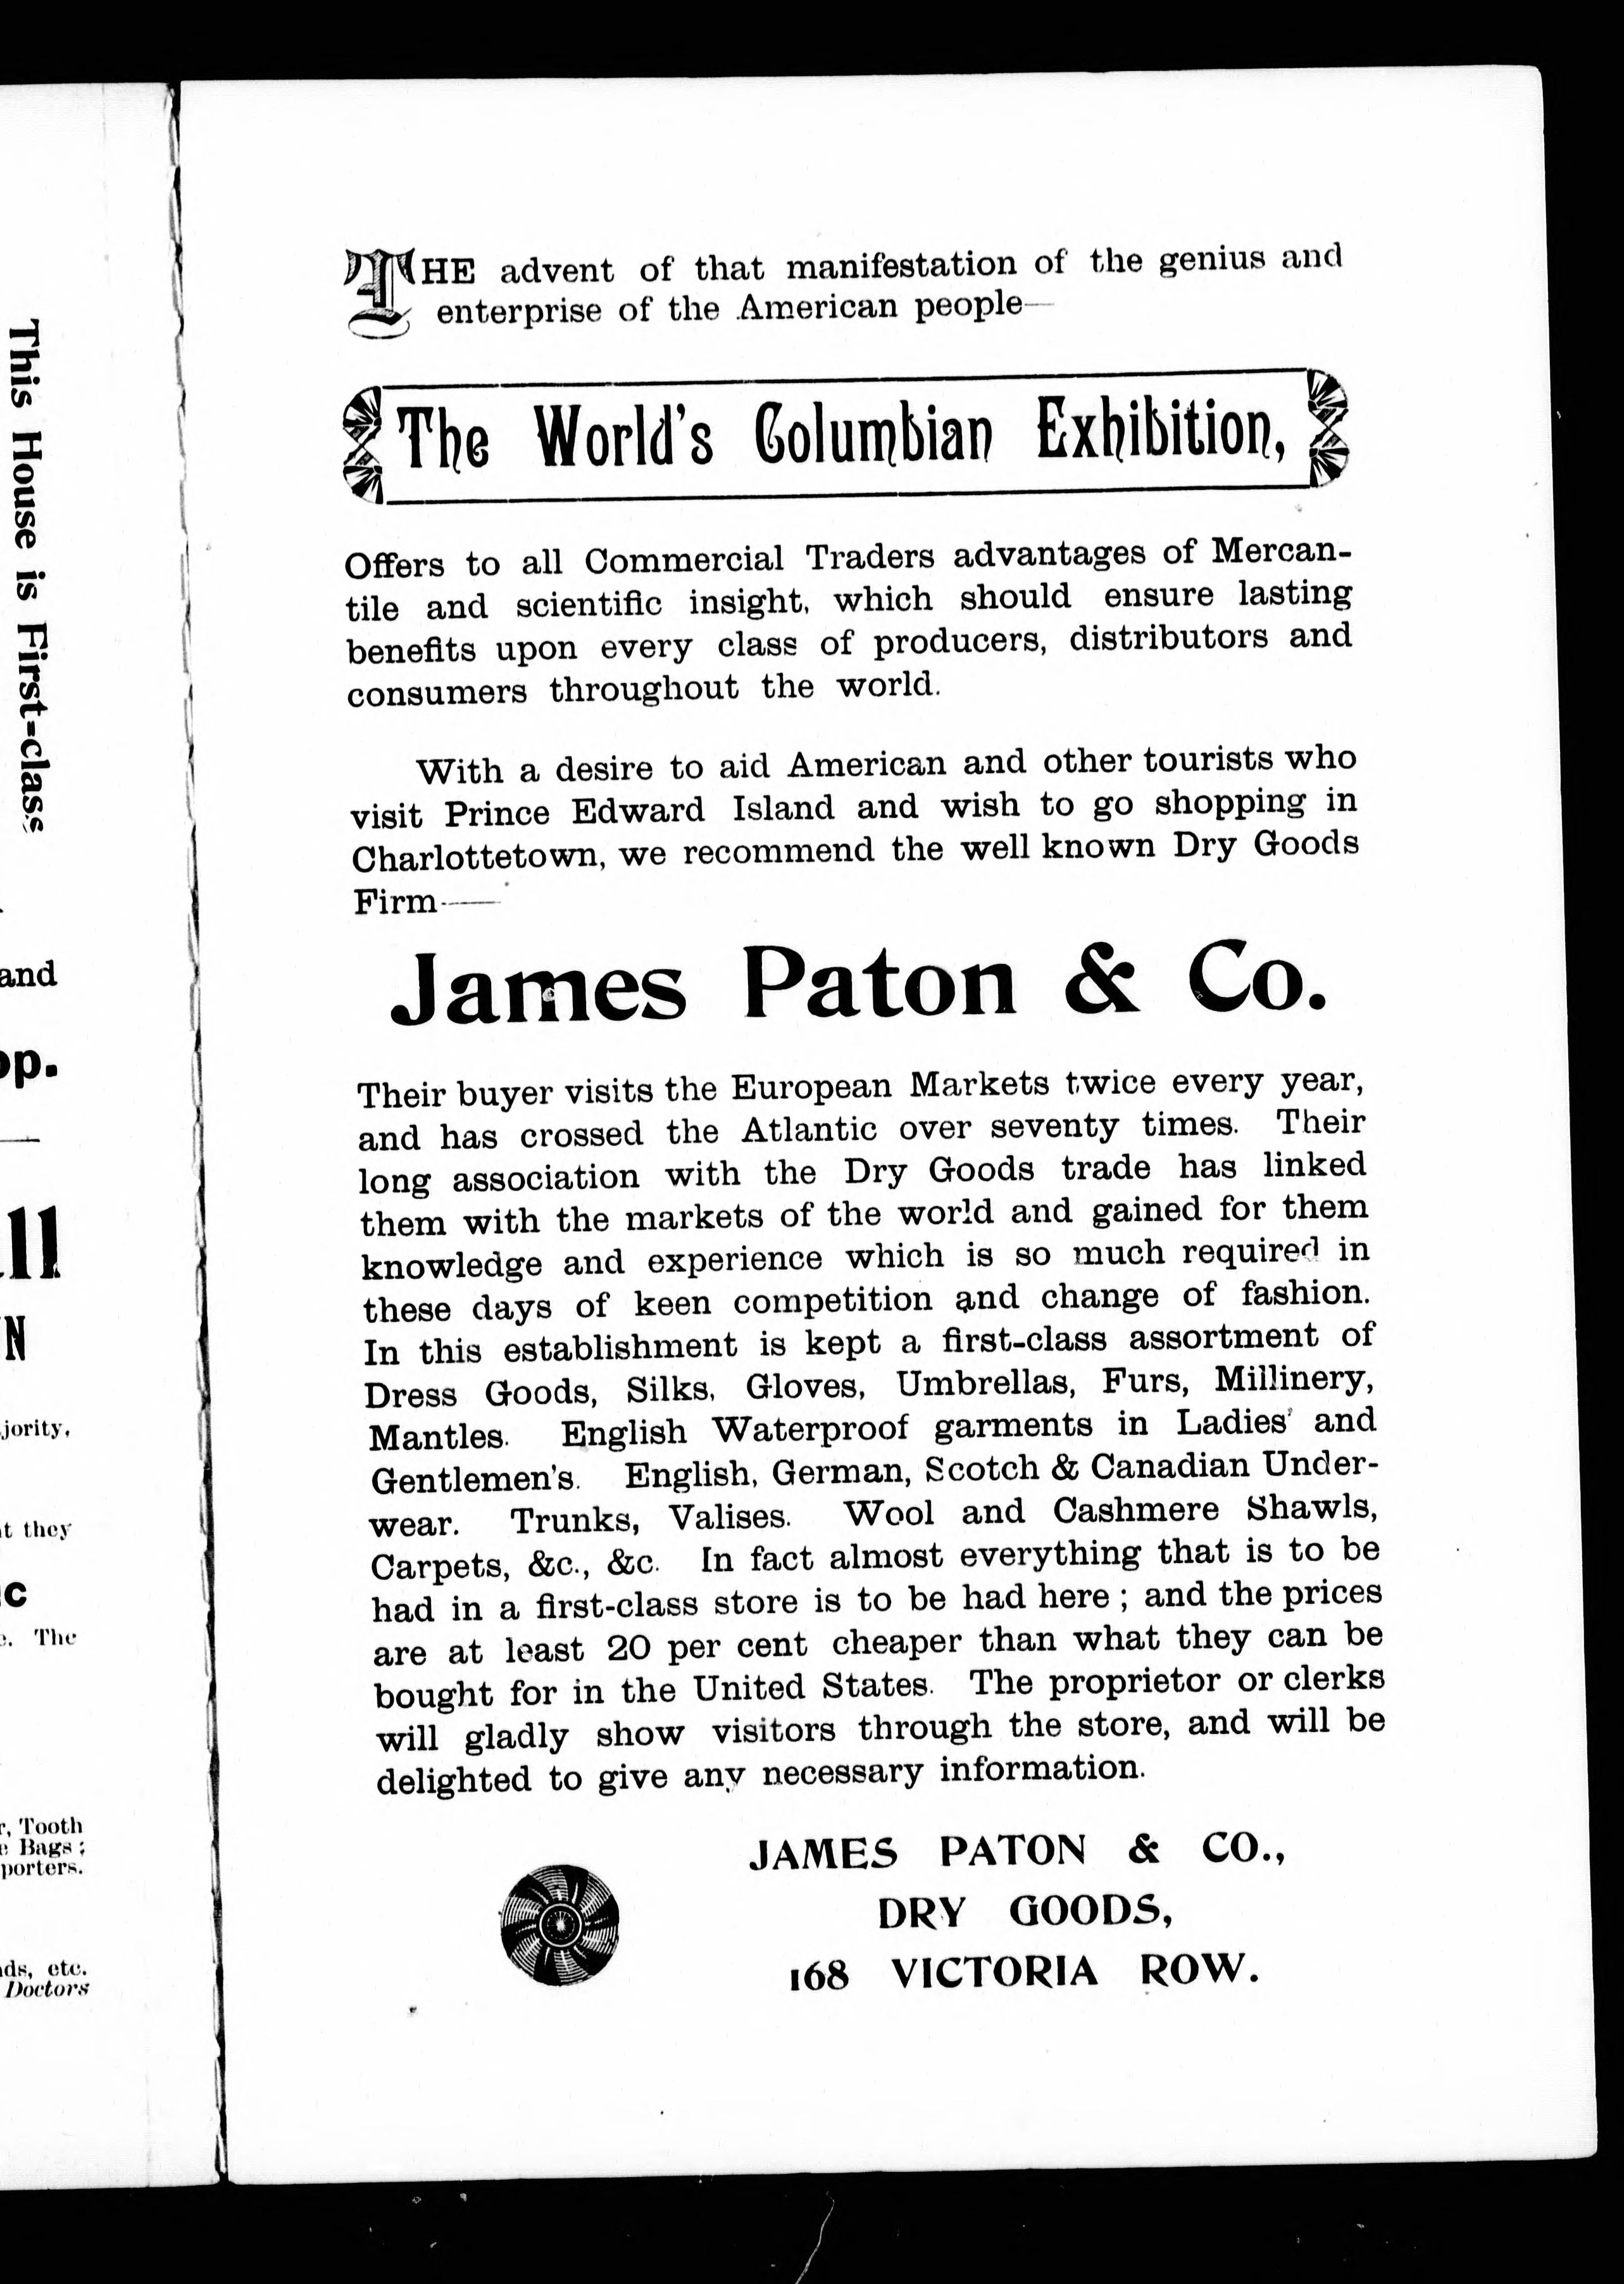 This House is First-class
and
op.
ll
N
jority,
t they
c
e. The
r, Tooth
e Bags;
porters.
ds, etc.
Doctors
THE advent of that manifestation of the genius and
enterprise of the American people—
The World's Columbian Exhibition,
Offers to all Commercial Traders advantages of Mercan-
tile and scientific insight, which should ensure lasting
benefits upon every class of producers, distributors and
consumers throughout the world.
With a desire to aid American and other tourists who
visit Prince Edward Island and wish to go shopping in
Charlottetown, we recommend the well known Dry Goods
Firm——
James Paton & Co.
Their buyer visits the European Markets twice every year,
and has crossed the Atlantic over seventy times. Their
long association with the Dry Goods trade has linked
them with the markets of the world and gained for them
knowledge and experience which is so much required in
these days of keen competition and change of fashion.
In this establishment is kept a first-class assortment of
Dress Goods, Silks, Gloves, Umbrellas, Furs, Millinery,
Mantles. English Waterproof garments in Ladies' and
Gentlemen's. English, German, Scotch & Canadian Under-
wear. Trunks, Valises. Wool and Cashmere Shawls,
Carpets, &c., &c. In fact almost everything that is to be
had in a first-class store is to be had here; and the prices
are at least 20 per cent cheaper than what they can be
bought for in the United States. The proprietor or clerks
will gladly show visitors through the store, and will be
delighted to give any necessary information.
JAMES PATON & CO.,
DRY GOODS,
168 VICTORIA ROW.